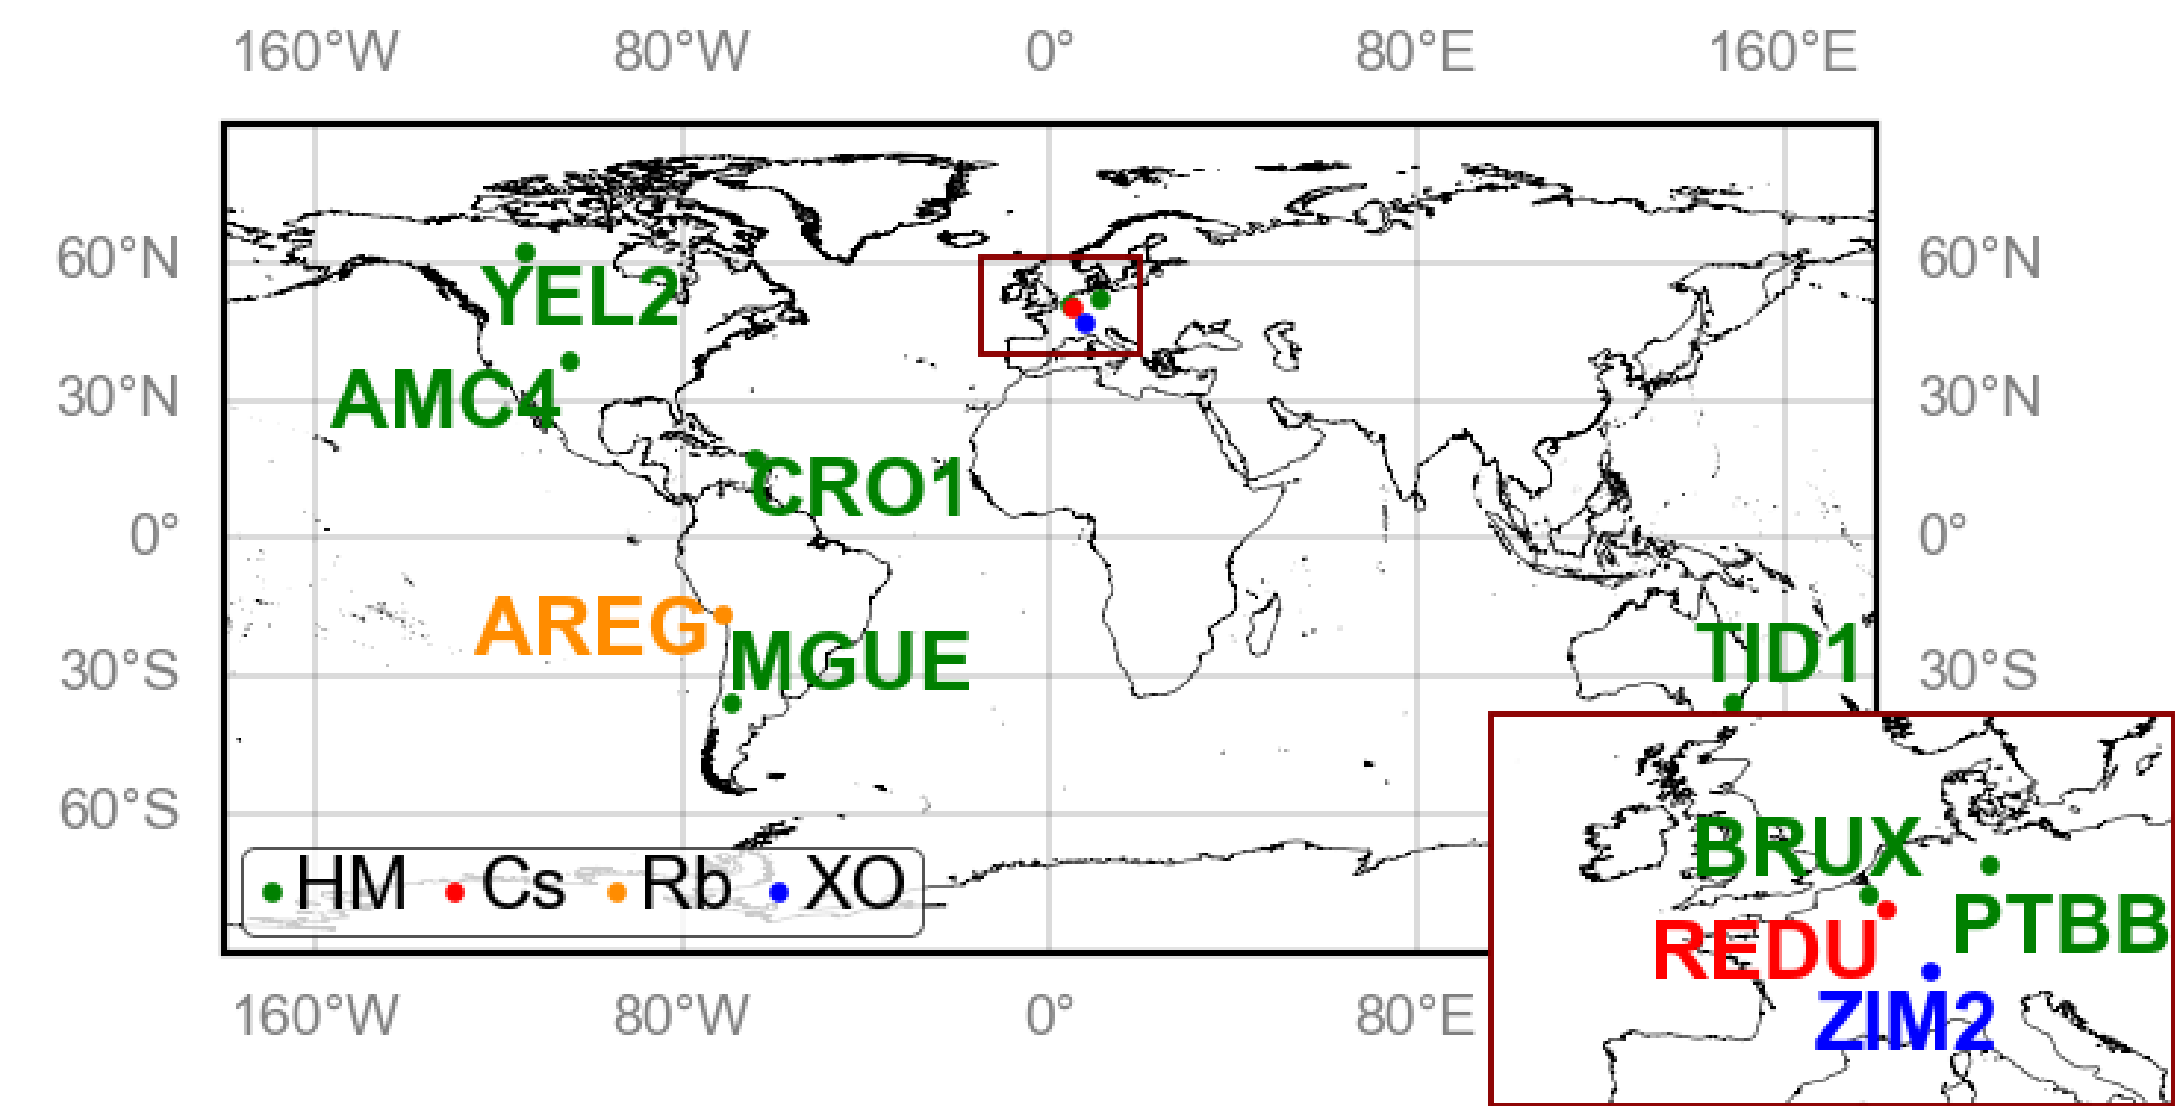 160°W 80°W 0° 80°E 160°E
60°N 60°N
YEL2
30°N 30°N
AMC4
CRO1
0° 0°
AREG
MGUE
TID1
30°S 30°S
60°S
BRUX
HM Cs Rb XO
PTBB
REDU
ZIM2
160°W 80°W 0° 80°E